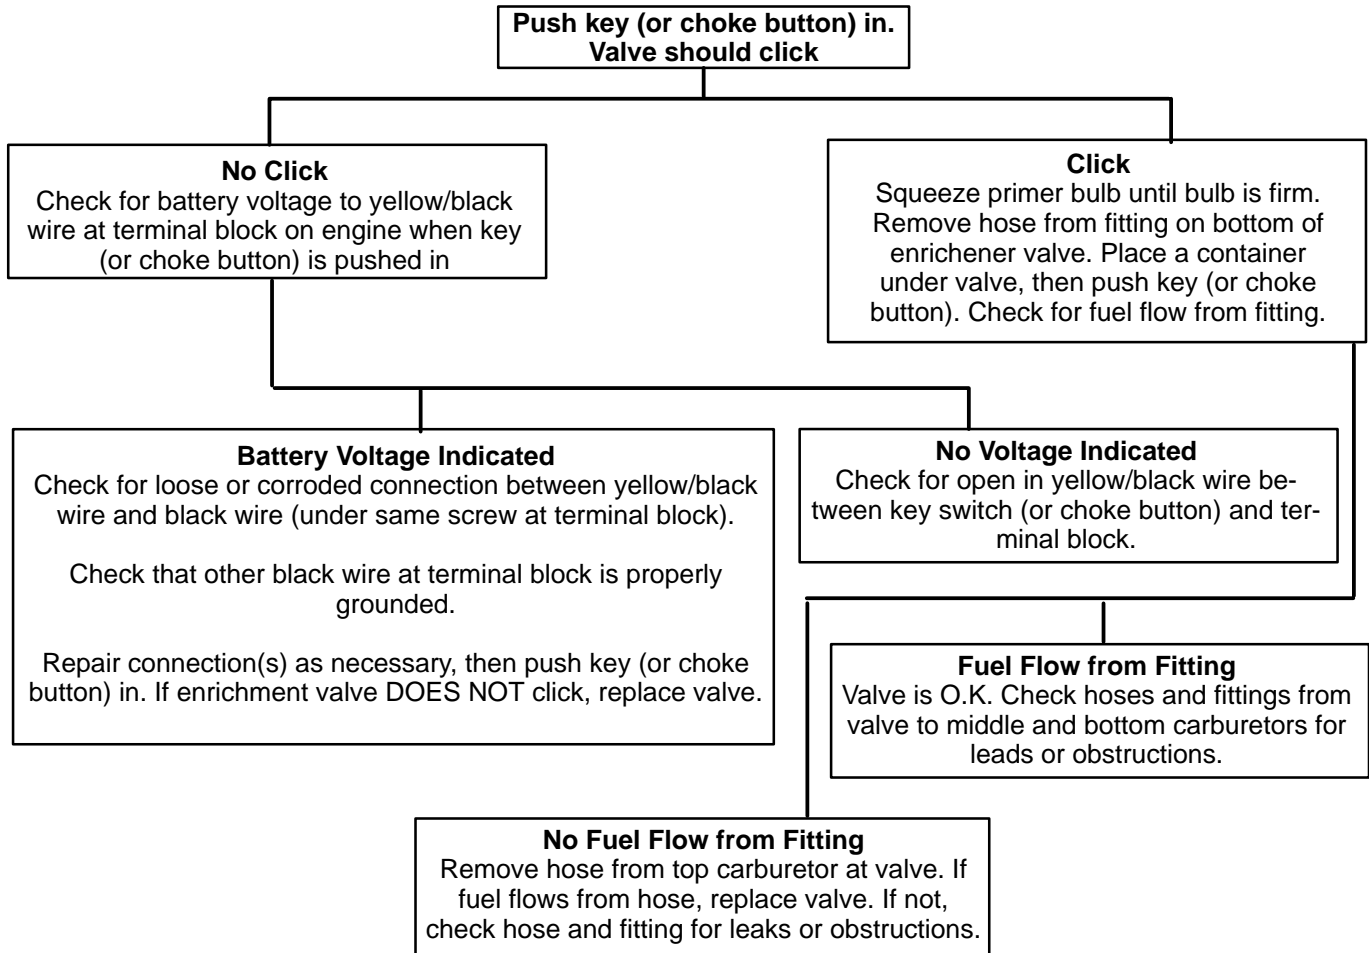 Push key (or choke button) in.
Valve should click
No Click
Check for battery voltage to yellow/black
wire at terminal block on engine when key
(or choke button) is pushed in
Click
Squeeze primer bulb until bulb is firm.
Remove hose from fitting on bottom of
enrichener valve. Place a container
under valve, then push key (or choke
button). Check for fuel flow from fitting.
Battery Voltage Indicated
Check for loose or corroded connection between yellow/black
wire and black wire (under same screw at terminal block).
Check that other black wire at terminal block is properly
grounded.
Repair connection(s) as necessary, then push key (or choke
button) in. If enrichment valve DOES NOT click, replace valve.
No Voltage Indicated
Check for open in yellow/black wire be-
tween key switch (or choke button) and ter-
minal block.
Fuel Flow from Fitting
Valve is O.K. Check hoses and fittings from
valve to middle and bottom carburetors for
leads or obstructions.
No Fuel Flow from Fitting
Remove hose from top carburetor at valve. If
fuel flows from hose, replace valve. If not,
check hose and fitting for leaks or obstructions.